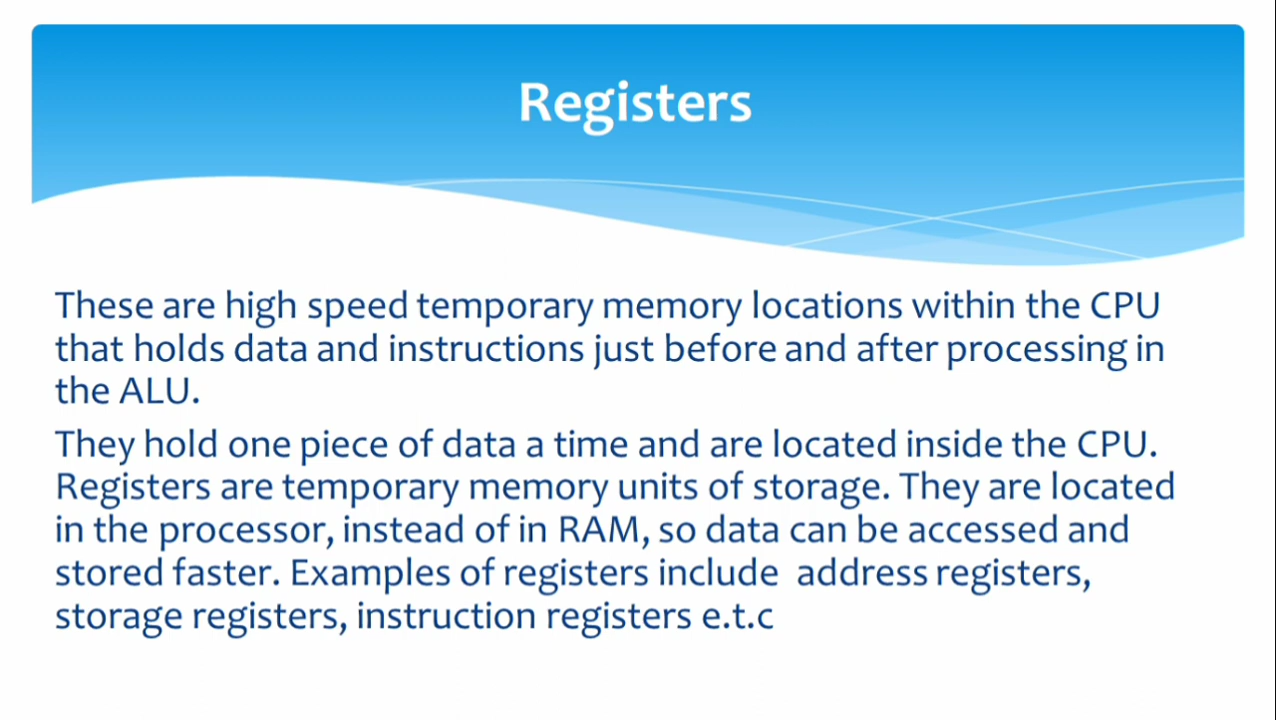 Registers
These are high speed temporary memory locations within the CPU
that holds data and instructions just before and after processing in
the ALU.
They hold one piece of data a time and are located inside the CPU.
Registers are temporary memory units of storage. They are located
in the processor, instead of in RAM, so data can be accessed and
stored faster. Examples of registers include  address registers,
storage registers, instruction registers e.t.c